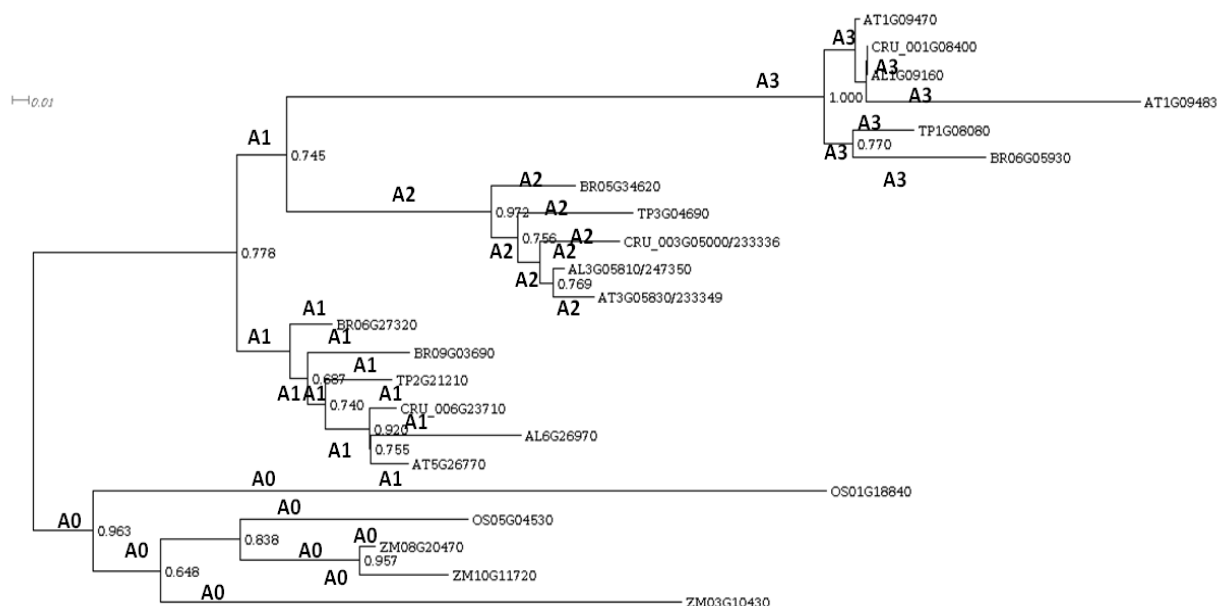 AT1G09470
A3
CRU_001G08400
A3
AL1G09160
0.01
A3
1.000
A3
AT1G09483
A3
TP1G08080
A1
A3
0.770
0.745
BR06G05930
A2
A3
BR05G34620
A2
0.972
A2
TP3G04690
0.756
A2
CRU_003G05000/233336
0.778
A2
A2
AL3G05810/247350
A2
0.769
AT3G05830/233349
A2
A1
BR06G27320
A1
A1
BR09G03690
A1
0.687
TP2G21210
A1
A1
A1
0.740
CRU_006G23710
A1
0.920
AL6G26970
A1
0.755
AT5G26770
A0
A1
OS01G18840
A0
A0
OS05G04530
0.963
A0
0.838
A0
ZM08G20470
A0
0.957
0.648
A0
ZM10G11720
A0
ZM03G10430